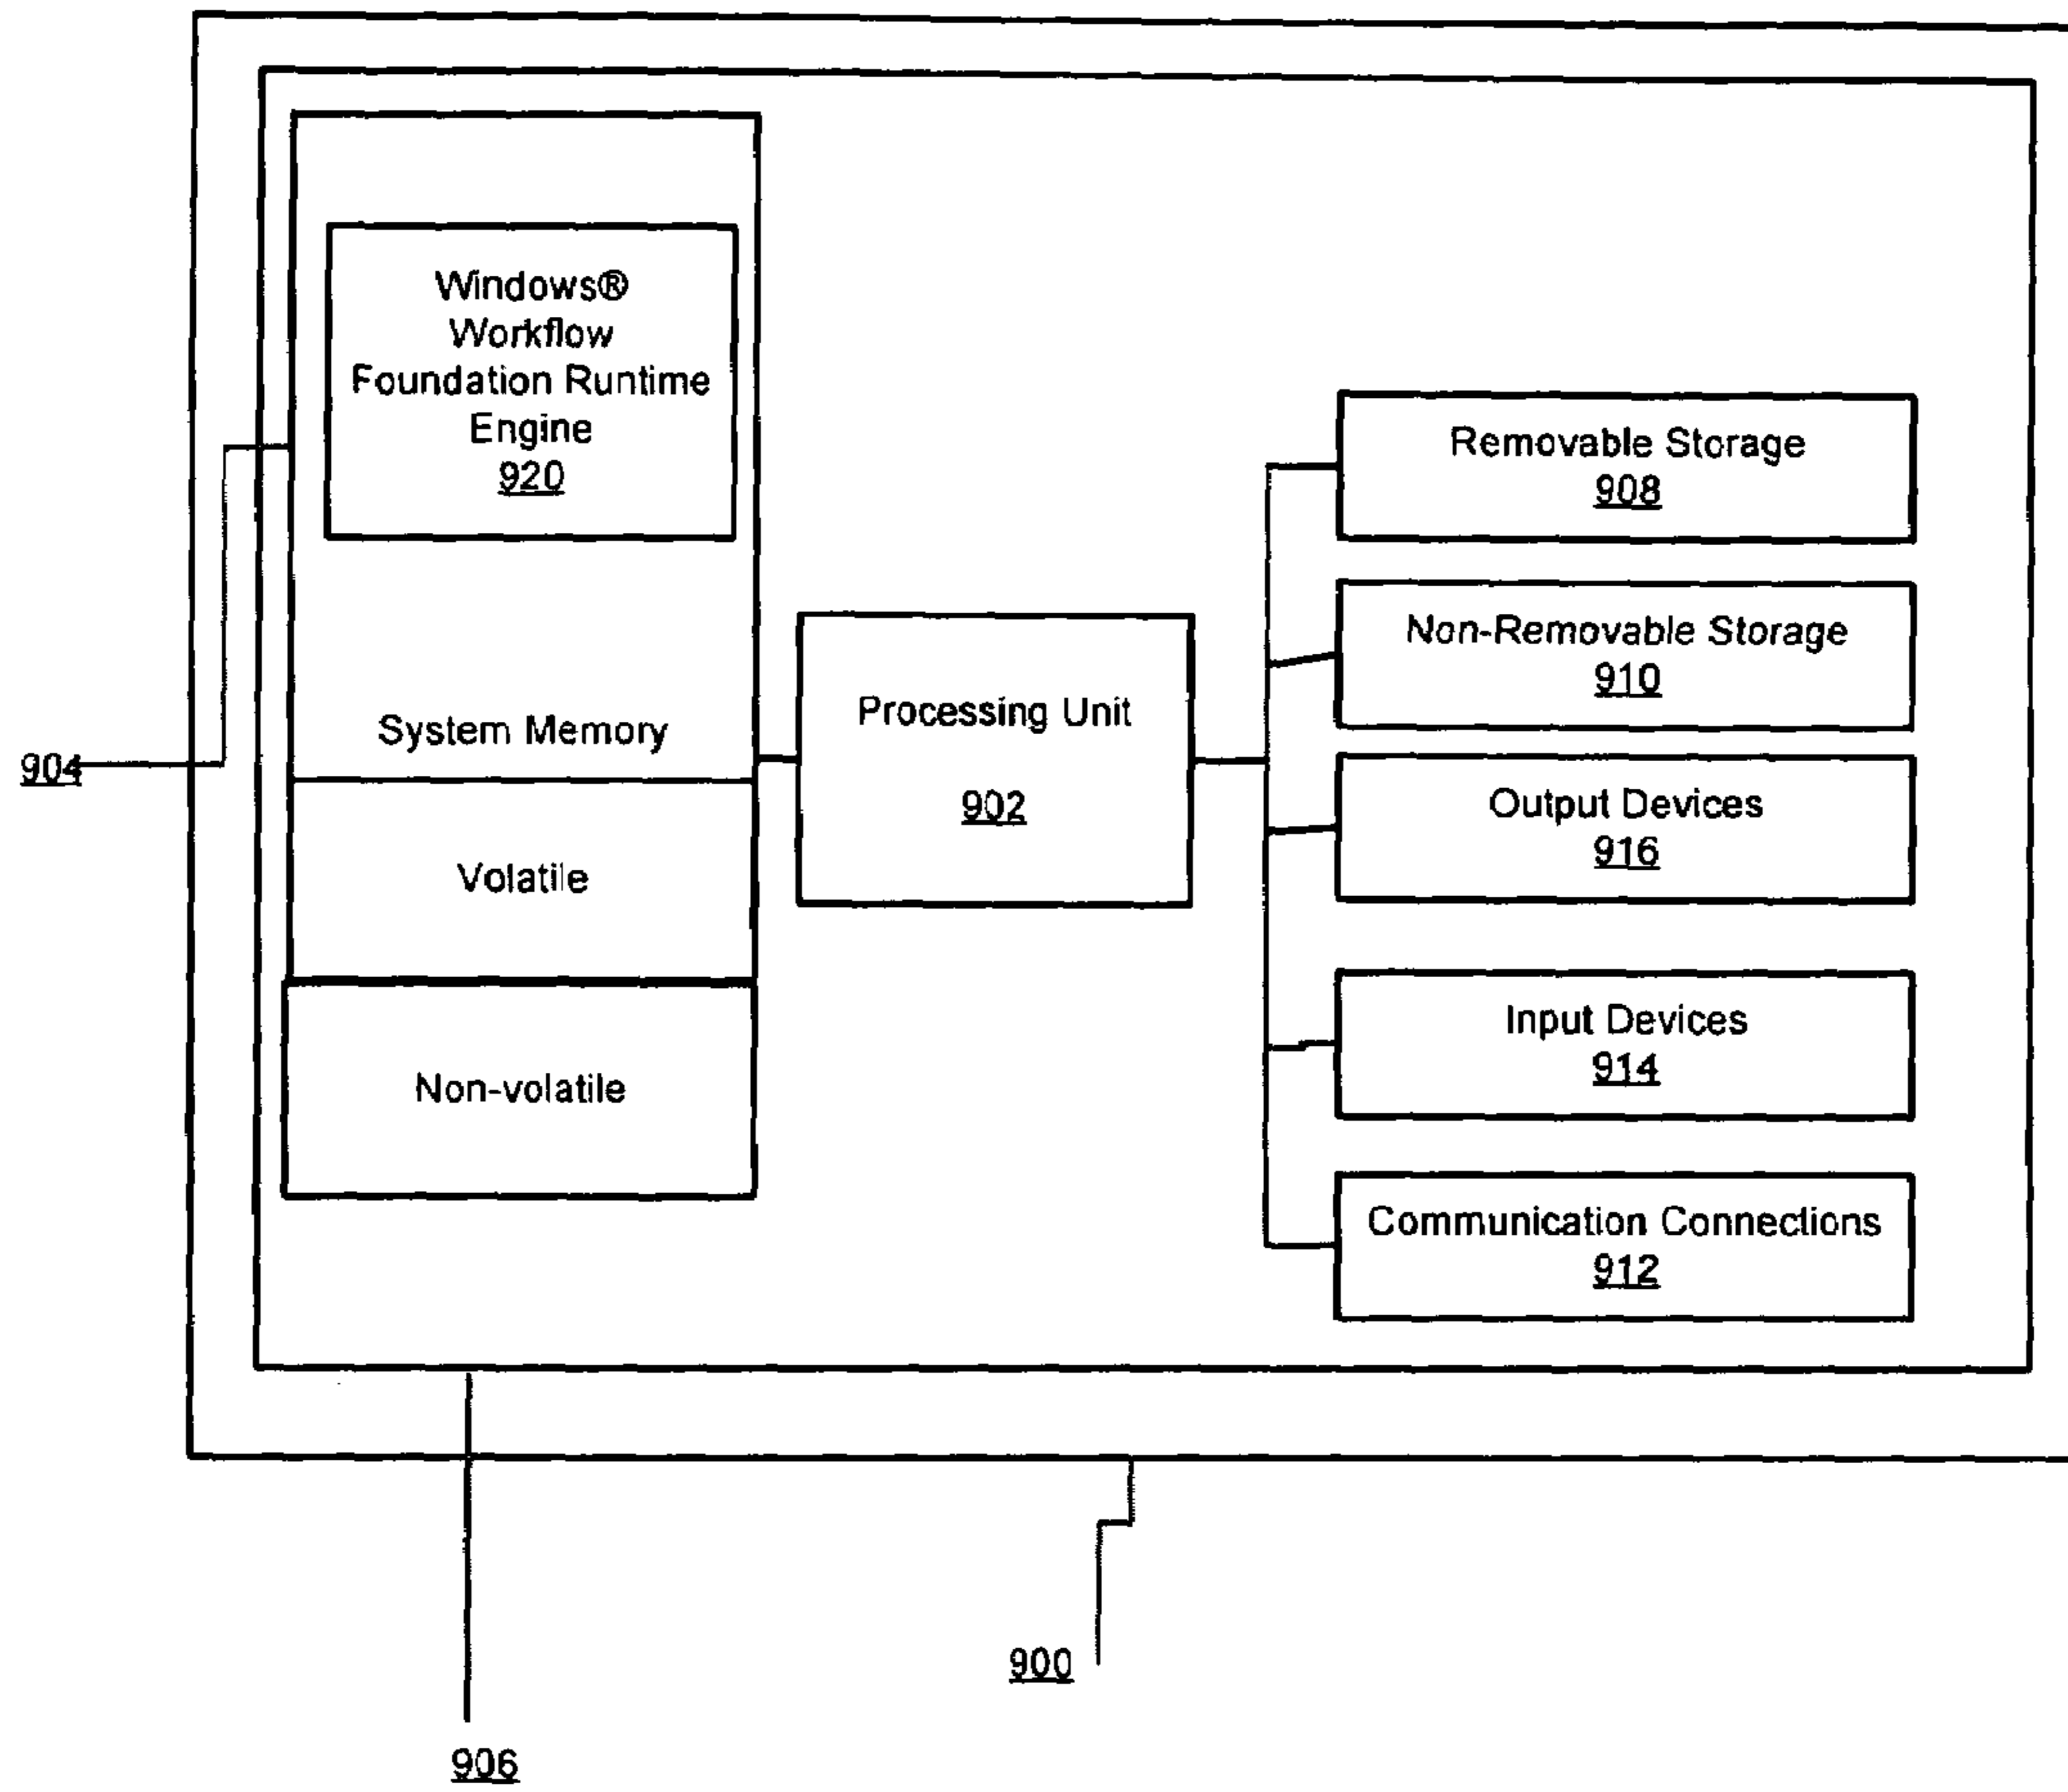 Windows®
Workflow
Foundation Runtime
Engine
920
System Memory
Volatile
Non-volatile
904
Processing Unit
902
Removable Storage
908
Non-Removable Storage
910
Output Devices
916
Input Devices
914
Communication Connections
912
900
906